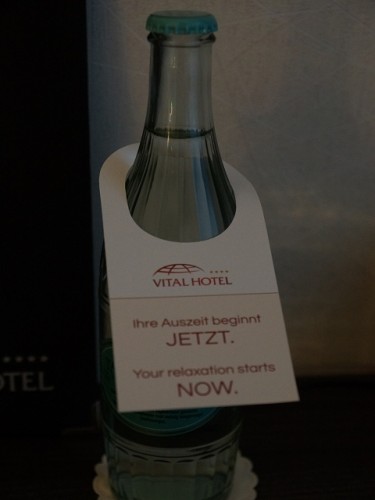 ****
VITAL HOTEL
Ihre Auszeit beginnt
JETZT.
Your relaxation starts
NOW.
****
OTEL